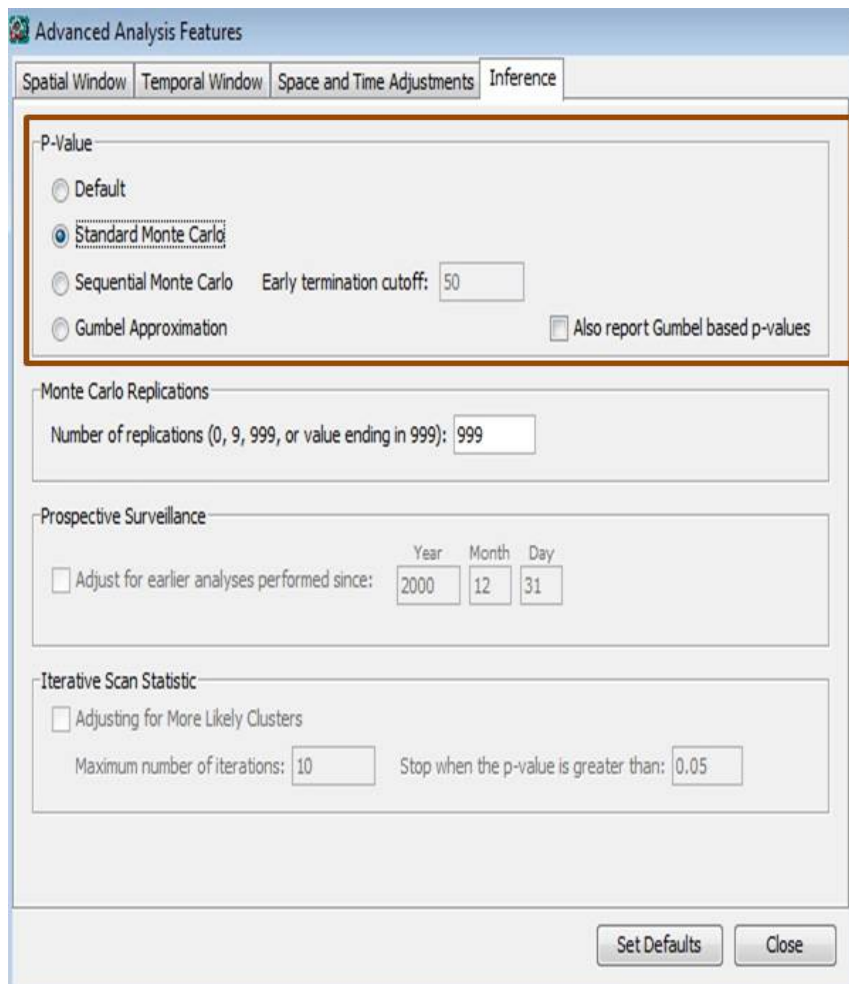 Advanced Analysis Features
Spatial Window Temporal Window Space and Time Adjustments Inference
P-Value
Default
Standard Monte Carlo
Sequential Monte Carlo Early termination cutoff: 50
Gumbel Approximation Also report Gumbel based p-values
Monte Carlo Replications
Number of replications (0, 9, 999, or value ending in 999): 999
Prospective Surveillance
Year Month Day
Adjust for earlier analyses performed since: 2000 12 31
Iterative Scan Statistic
Adjusting for More Likely Clusters
Maximum number of iterations: 10 Stop when the p-value is greater than: 0.05
Set Defaults Close